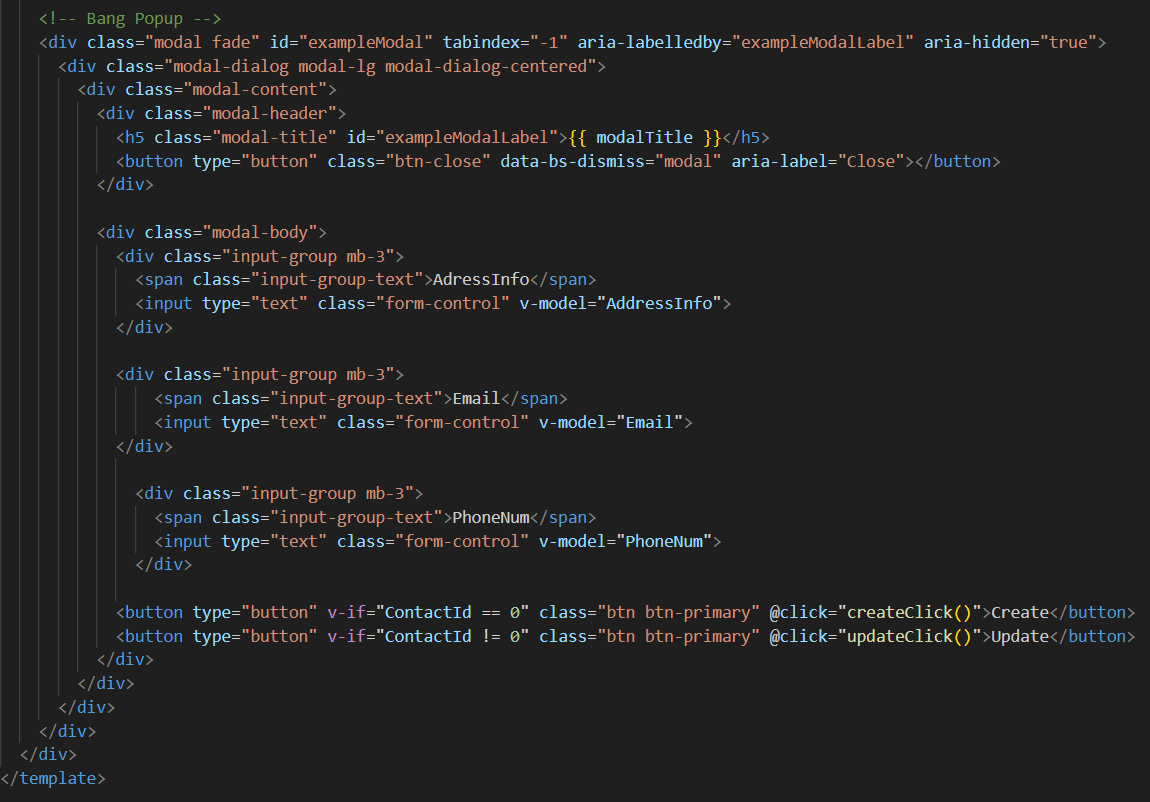 <!-- Bang Popup -->
<div class="modal fade" id="exampleModal" tabindex="-1" aria-labelledby="exampleModalLabel" aria-hidden="true">
<div class="modal-dialog modal-lg modal-dialog-centered">
<div class="modal-content">
<div class="modal-header">
<h5 class="modal-title" id="exampleModalLabel">{{ modalTitle }}</h5>
<button type="button" class="btn-close" data-bs-dismiss="modal" aria-label="Close"></button>
</div>
<div class="modal-body">
<div class="input-group mb-3">
<span class="input-group-text">AdressInfo</span>
<input type="text" class="form-control" v-model="AddressInfo">
</div>
<div class="input-group mb-3">
<span class="input-group-text">Email</span>
<input type="text" class="form-control" v-model="Email">
</div>
<div class="input-group mb-3">
<span class="input-group-text">PhoneNum</span>
<input type="text" class="form-control" v-model="PhoneNum">
</div>
<button type="button" v-if="ContactId == 0" class="btn btn-primary" @click="createClick()">Create</button>
<button type="button" v-if="ContactId != 0" class="btn btn-primary" @click="updateClick()">Update</button>
</div>
</div>
</div>
</div>
</div>
</template>